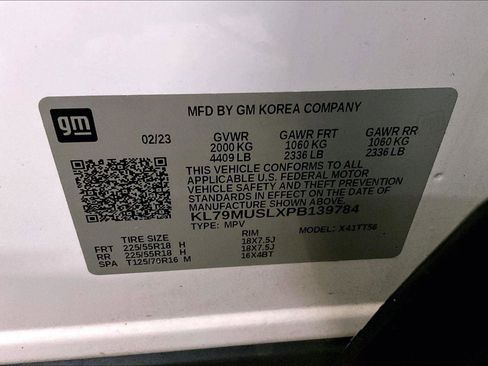 gm
MFD BY GM KOREA COMPANY
02/23 GVWR GAWR FRT GAWR RR
2000 KG 1060 KG 1060 KG
4409 LB 2336 LB 2336 LB
THIS VEHICLE CONFORMS TO ALL
APPLICABLE U.S. FEDERAL MOTOR
VEHICLE SAFETY AND THEFT PREVENTION
STANDARDS IN EFFECT ON THE DATE OF
MANUFACTURE SHOWN ABOVE.
KL79MUSLXPB139784
TYPE: MPV MODEL: X41TT56
TIRE SIZE RIM
FRT 225/55R18 H 18X7.5J
RR 225/55R18 H 18X7.5J
SPA T125/70R16 M 16X4BT